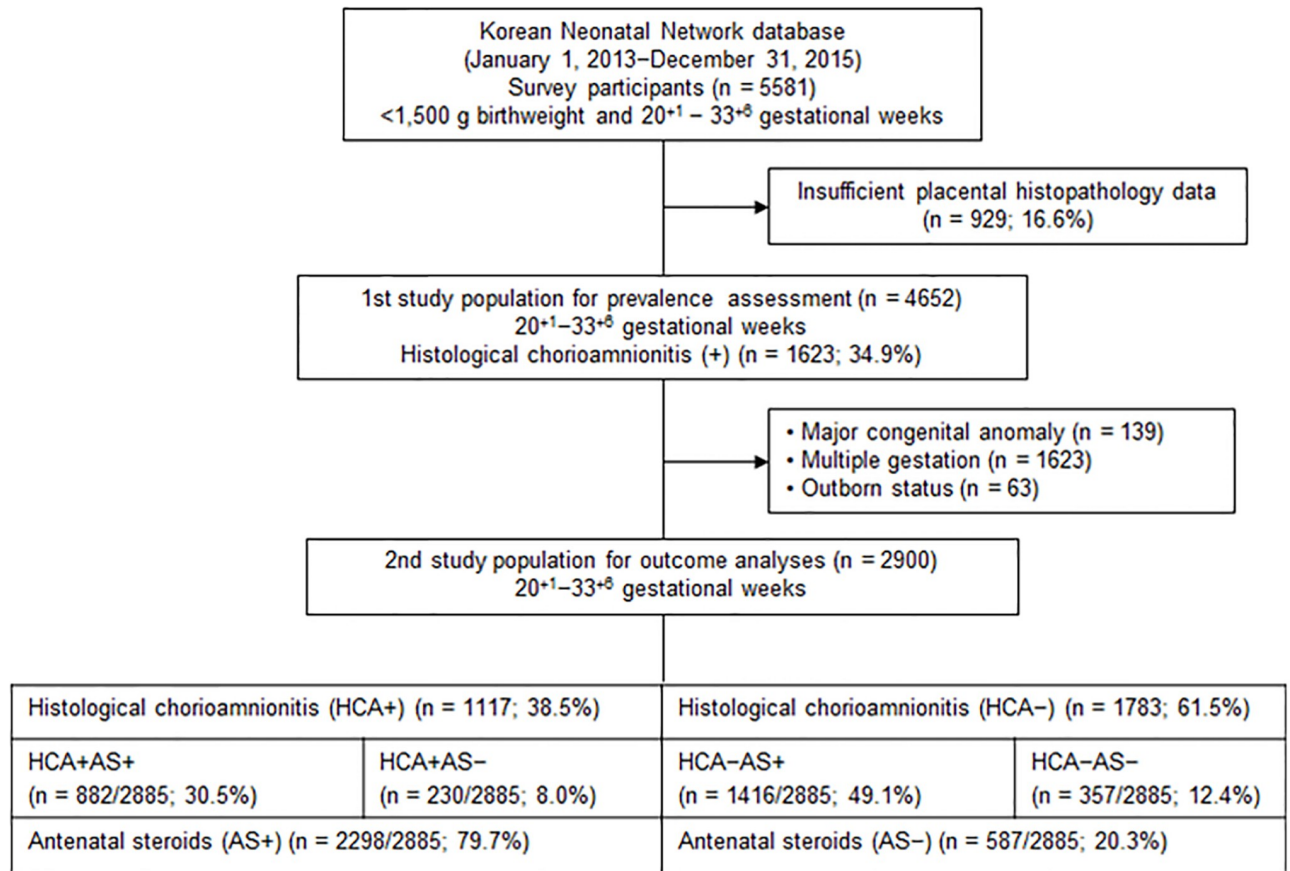 Korean Neonatal Network database
(January 1, 2013–December 31, 2015)
Survey participants (n = 5581)
<1,500 g birthweight and 20⁺¹ – 33⁺⁶ gestational weeks
Insufficient placental histopathology data
(n = 929; 16.6%)
1st study population for prevalence assessment (n = 4652)
20⁺¹–33⁺⁶ gestational weeks
Histological chorioamnionitis (+) (n = 1623; 34.9%)
• Major congenital anomaly (n = 139)
• Multiple gestation (n = 1623)
• Outborn status (n = 63)
2nd study population for outcome analyses (n = 2900)
20⁺¹–33⁺⁶ gestational weeks
Histological chorioamnionitis (HCA+) (n = 1117; 38.5%)
Histological chorioamnionitis (HCA–) (n = 1783; 61.5%)
HCA+AS+
(n = 882/2885; 30.5%)
HCA+AS–
(n = 230/2885; 8.0%)
HCA–AS+
(n = 1416/2885; 49.1%)
HCA–AS–
(n = 357/2885; 12.4%)
Antenatal steroids (AS+) (n = 2298/2885; 79.7%)
Antenatal steroids (AS–) (n = 587/2885; 20.3%)